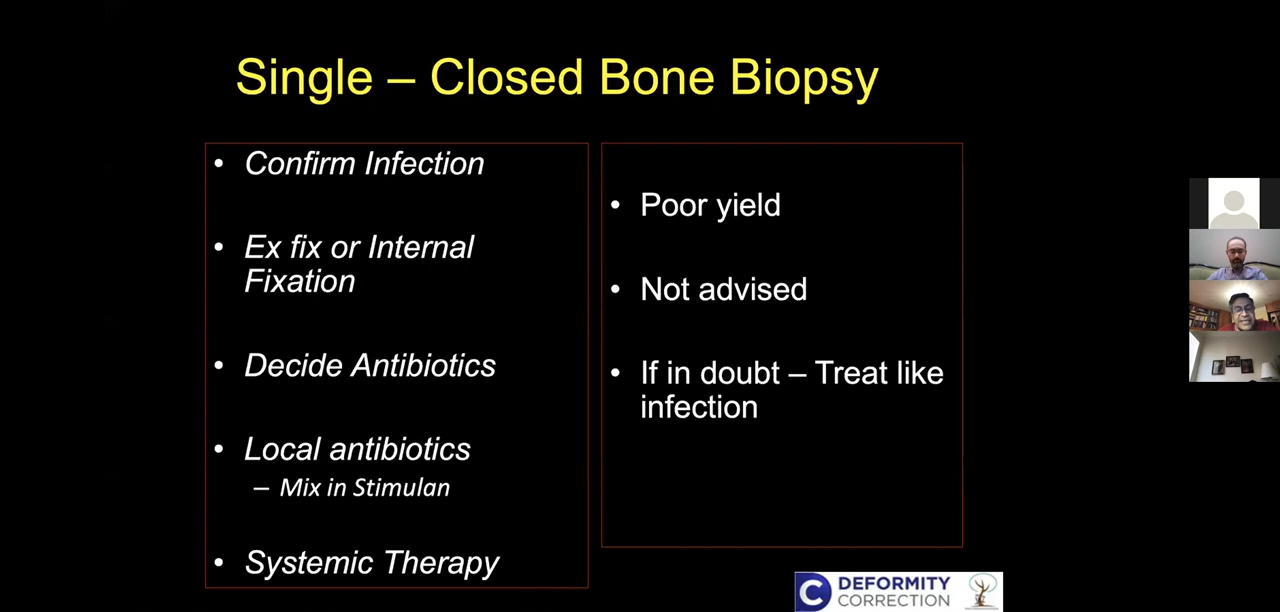 Single – Closed Bone Biopsy
• Confirm Infection
• Ex fix or Internal
Fixation
• Decide Antibiotics
• Local antibiotics
– Mix in Stimulan
• Systemic Therapy
• Poor yield
• Not advised
• If in doubt – Treat like
infection
C DEFORMITY
CORRECTION